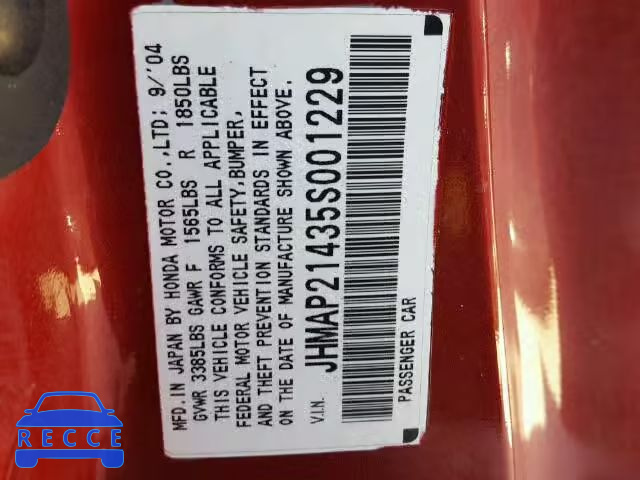 MFD.IN JAPAN BY HONDA MOTOR CO.,LTD; 9/'04
GVWR 3385LBS GAWR F 1565LBS R 1850LBS
THIS VEHICLE CONFORMS TO ALL APPLICABLE
FEDERAL MOTOR VEHICLE SAFETY,BUMPER,
AND THEFT PREVENTION STANDARDS IN EFFECT
ON THE DATE OF MANUFACTURE SHOWN ABOVE.
V.I.N. JHMAP21435S001229
PASSENGER CAR
RECCE